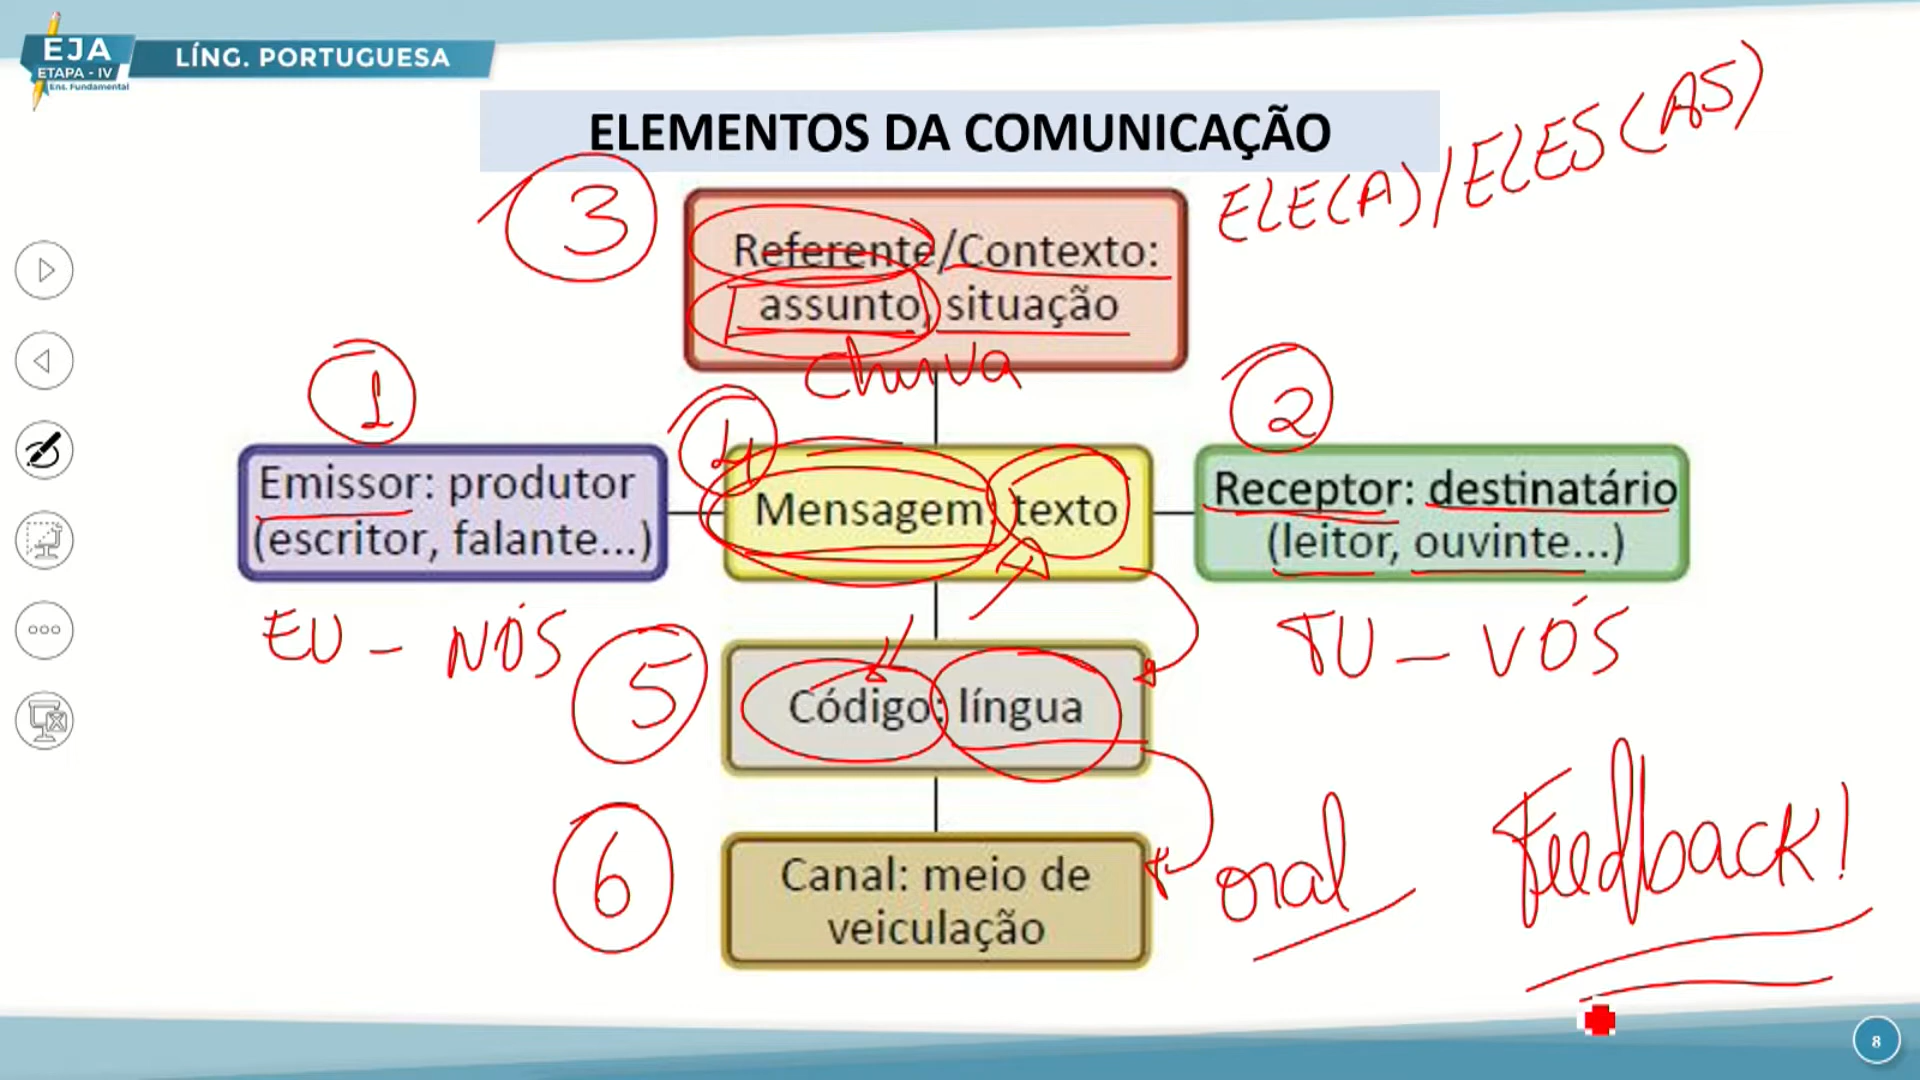 EJA
ETAPA - IV
Ens. Fundamental
LÍNG. PORTUGUESA
ELEMENTOS DA COMUNICAÇÃO
ELE(A)/ELES(AS)
3
Referente/Contexto:
assunto, situação
chuva
1
4
2
Emissor: produtor
(escritor, falante...)
Mensagem: texto
Receptor: destinatário
(leitor, ouvinte...)
EU - NÓS
TU - VÓS
5
Código: língua
6
Canal: meio de
veiculação
oral
Feedback!
8